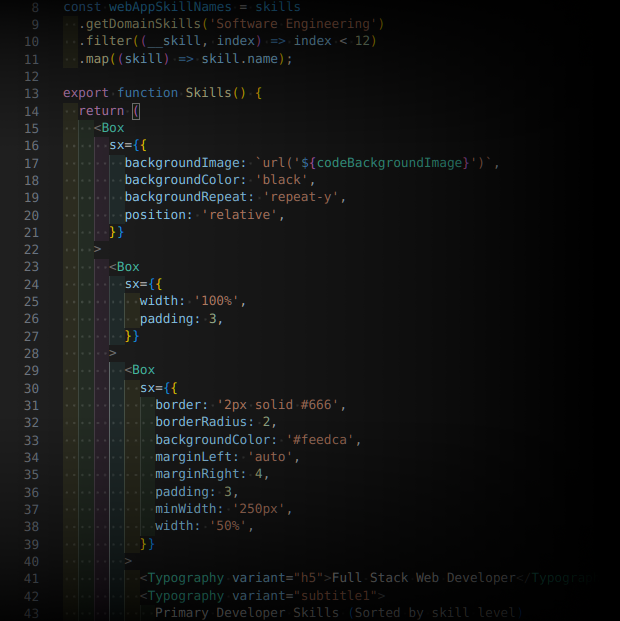 8 const webAppSkillNames = skills
9   .getDomainSkills('Software Engineering')
10   .filter((__skill, index) => index < 12)
11   .map((skill) => skill.name);
12
13 export function Skills() {
14   return (
15     <Box
16       sx={{
17         backgroundImage: `url('${codeBackgroundImage}')`,
18         backgroundColor: 'black',
19         backgroundRepeat: 'repeat-y',
20         position: 'relative',
21       }}
22     >
23       <Box
24         sx={{
25           width: '100%',
26           padding: 3,
27         }}
28       >
29         <Box
30           sx={{
31             border: '2px solid #666',
32             borderRadius: 2,
33             backgroundColor: '#feedca',
34             marginLeft: 'auto',
35             marginRight: 4,
36             padding: 3,
37             minWidth: '250px',
38             width: '50%',
39           }}
40         >
41           <Typography variant="h5">Full Stack Web Developer</Typogra
42           <Typography variant="subtitle1">
43             Primary Developer Skills (Sorted by skill level)